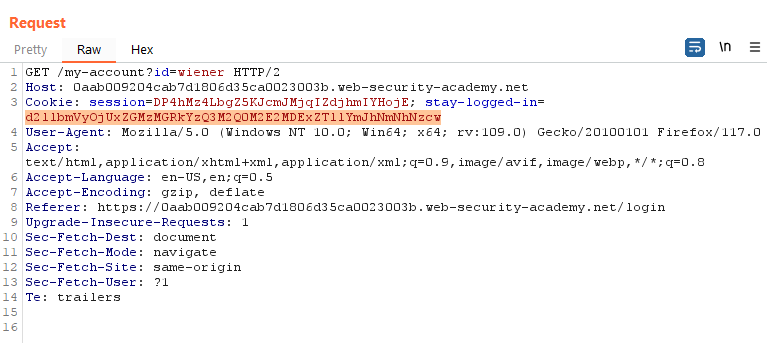 Request
Pretty Raw Hex
\n
1 GET /my-account?id=wiener HTTP/2
2 Host: 0aab009204cab7d1806d35ca0023003b.web-security-academy.net
3 Cookie: session=DP4hMz4LbgZ5KJcmJMjqIZdjhmIYHojE; stay-logged-in=
d2llbmVyOjUxZGMzMGRkYzQ3M2Q0M2E2MDExZTllYmJhNmNhNzcw
4 User-Agent: Mozilla/5.0 (Windows NT 10.0; Win64; x64; rv:109.0) Gecko/20100101 Firefox/117.0
5 Accept:
text/html,application/xhtml+xml,application/xml;q=0.9,image/avif,image/webp,*/*;q=0.8
6 Accept-Language: en-US,en;q=0.5
7 Accept-Encoding: gzip, deflate
8 Referer: https://0aab009204cab7d1806d35ca0023003b.web-security-academy.net/login
9 Upgrade-Insecure-Requests: 1
10 Sec-Fetch-Dest: document
11 Sec-Fetch-Mode: navigate
12 Sec-Fetch-Site: same-origin
13 Sec-Fetch-User: ?1
14 Te: trailers
15
16